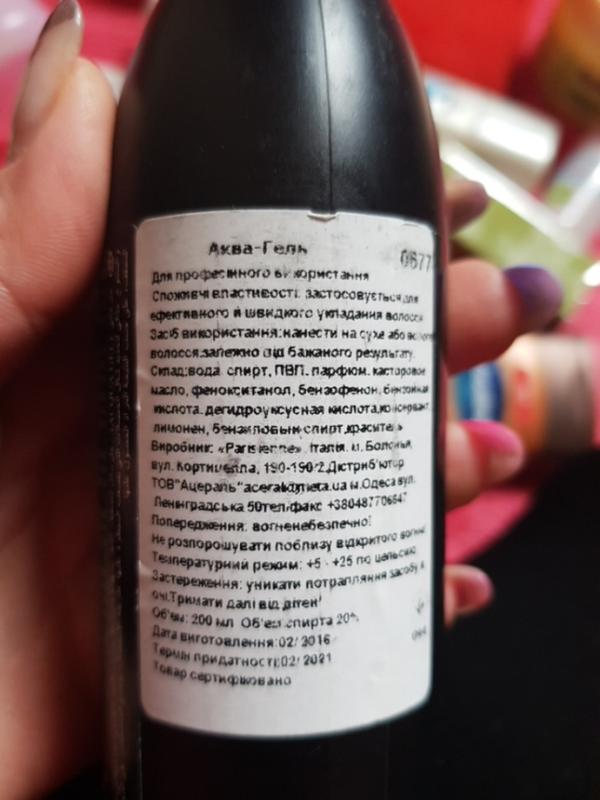 Аква-Гель
0677
Для професійного використання
Споживчі властивості: застосовується для
ефективного й швидкого укладання волосся
Засіб використання:нанести на сухе або вологе
волосся.залежно від бажаного результату.
Склад:вода, спирт, ПВП, парфюм, касторовое
масло, фенокситанол, бензофенон, бензойная
кислота, дегидроуксусная кислота,консервант,
лимонен, бензиловый спирт,краситель
Виробник: «Parisienne», Італія, м. Болонья,
вул. Кортицелла, 190-190/2.Дістриб'ютор
ТОВ"Ацераль"aceral@meta.ua м.Одеса вул.
Ленінградська 50тел/факс +380487706647
Попередження: вогненебезпечно!
Не розпорошувати поблизу відкритого вогню!
Температурний режим: +5 - +25 по цельсію
Застереження: уникати потрапляння засобу в
очі.Тримати далі від дітей!
Об'єм: 200 мл Об'єм спирта 20%
Дата виготовлення:02/ 2016
Термін придатності:02/ 2021
Товар сертифіковано